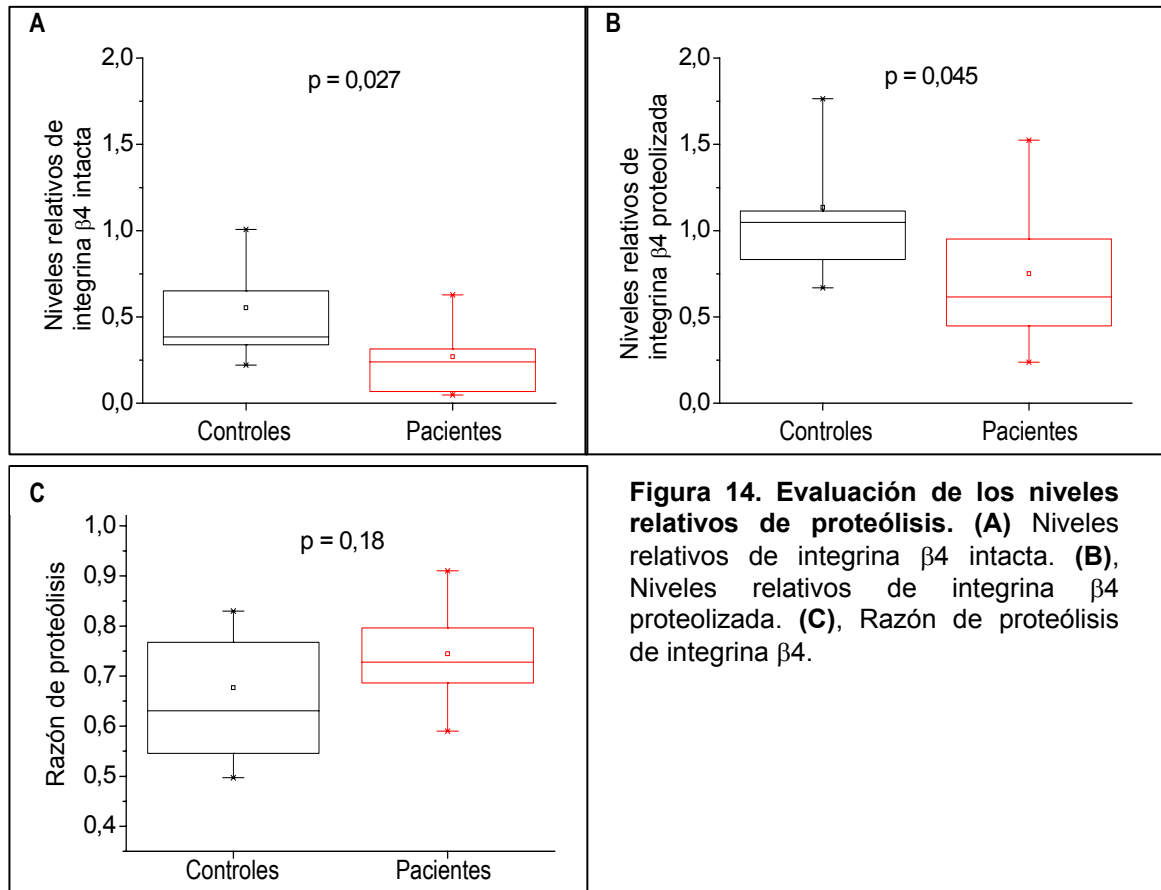 A
2,0
1,5
1,0
0,5
0,0
Niveles relativos de
integrina β4 intacta
p = 0,027
Controles
Pacientes
B
2,0
1,5
1,0
0,5
0,0
Niveles relativos de
integrina β4 proteolizada
p = 0,045
Controles
Pacientes
C
1,0
0,9
0,8
0,7
0,6
0,5
0,4
Razón de proteólisis
p = 0,18
Controles
Pacientes
Figura 14. Evaluación de los niveles
relativos de proteólisis. (A) Niveles
relativos de integrina β4 intacta. (B),
Niveles relativos de integrina β4
proteolizada. (C), Razón de proteólisis
de integrina β4.